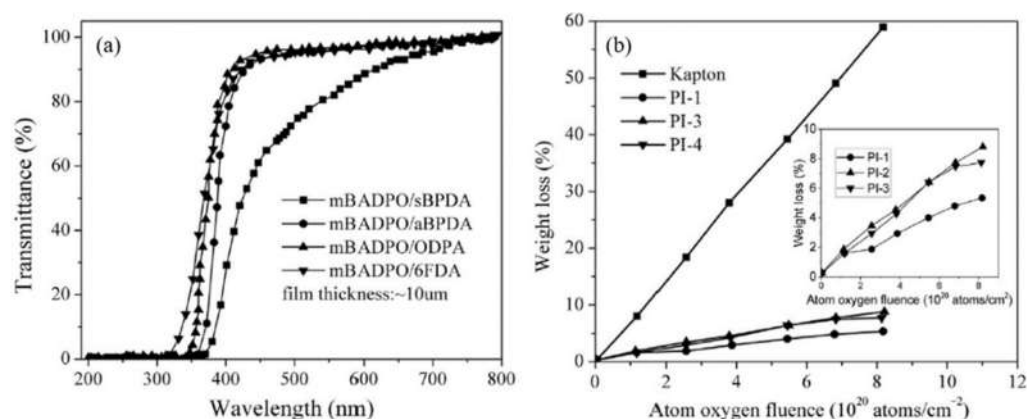 (a)
100
80
60
40
20
0
Transmittance (%)
mBADPO/sBPDA
mBADPO/aBPDA
mBADPO/ODPA
mBADPO/6FDA
film thickness:~10um
200 300 400 500 600 700 800
Wavelength (nm)
(b)
60
50
40
30
20
10
0
Weight loss (%)
Kapton
PI-1
PI-3
PI-4
10
8
6
4
2
0
Weight loss (%)
PI-1
PI-2
PI-3
0 2 4 6 8
Atom oxygen fluence (10²⁰ atoms/cm²)
0 2 4 6 8 10 12
Atom oxygen fluence (10²⁰ atoms/cm⁻²)